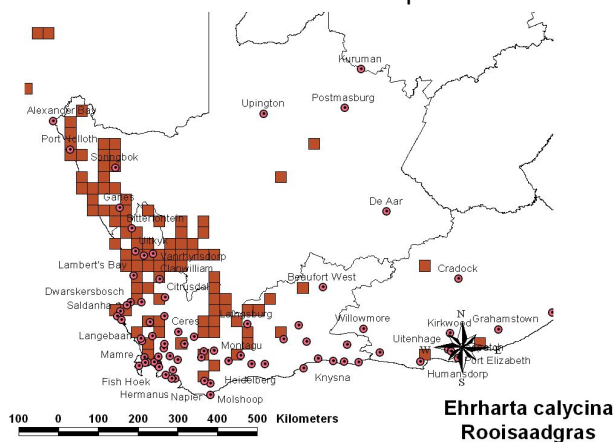 Kuruman
Upington
Postmasburg
Alexander Bay
Port Nolloth
Springbok
De Aar
Garies
Bitterfontein
Uitkyk
Vanrhynsdorp
Lambert's Bay
Clanwilliam
Citrusdal
Cradock
Beaufort West
Dwarskersbosch
Saldanha
Laingsburg
Willowmore
Kirkwood
Grahamstown
N
Ceres
Langebaan
Uitenhage
W
E
Mamre
Montagu
Port Elizabeth
Fish Hoek
Heidelberg
Knysna
Humansdorp
S
Hermanus
Napier
Molshoop
100 0 100 200 300 400 500 Kilometers
Ehrharta calycina
Rooisaadgras